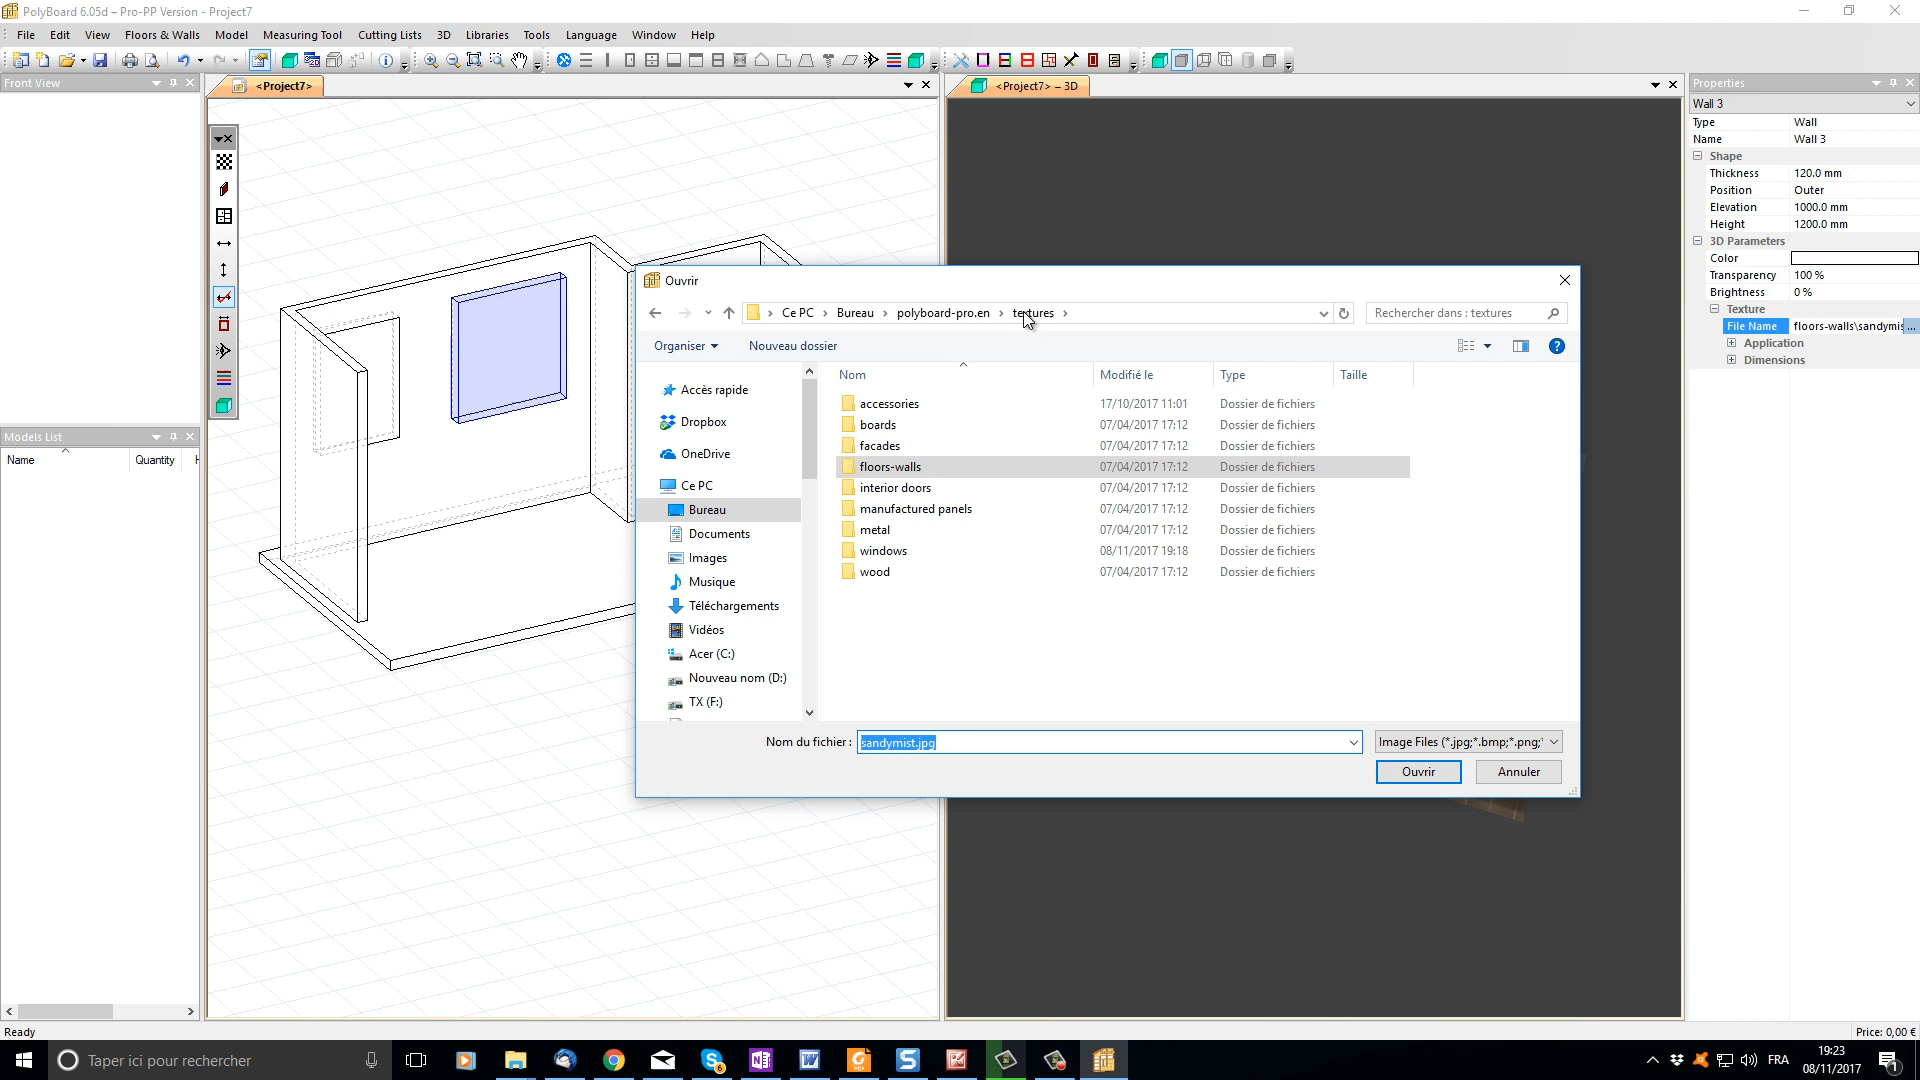 PolyBoard 6.05d – Pro-PP Version - Project7
File Edit View Floors & Walls Model Measuring Tool Cutting Lists 3D Libraries Tools Language Window Help
Front View
<Project7>
<Project7> – 3D
Properties
Wall 3
Type Wall
Name Wall 3
Shape
Thickness 120.0 mm
Position Outer
Elevation 1000.0 mm
Height 1200.0 mm
3D Parameters
Color
Transparency 100 %
Brightness 0 %
Texture
File Name floors-walls\sandymis ...
Application
Dimensions
Models List
Name Quantity H
Ouvrir
Ce PC › Bureau › polyboard-pro.en › textures ›
Rechercher dans : textures
Organiser Nouveau dossier
Nom Modifié le Type Taille
Accès rapide
Dropbox
OneDrive
Ce PC
Bureau
Documents
Images
Musique
Téléchargements
Vidéos
Acer (C:)
Nouveau nom (D:)
TX (F:)
accessories 17/10/2017 11:01 Dossier de fichiers
boards 07/04/2017 17:12 Dossier de fichiers
facades 07/04/2017 17:12 Dossier de fichiers
floors-walls 07/04/2017 17:12 Dossier de fichiers
interior doors 07/04/2017 17:12 Dossier de fichiers
manufactured panels 07/04/2017 17:12 Dossier de fichiers
metal 07/04/2017 17:12 Dossier de fichiers
windows 08/11/2017 19:18 Dossier de fichiers
wood 07/04/2017 17:12 Dossier de fichiers
Nom du fichier : sandymist.jpg Image Files (*.jpg;*.bmp;*.png;*
Ouvrir Annuler
Ready
Price: 0,00 €
Taper ici pour rechercher
6
FRA
19:23
08/11/2017
1